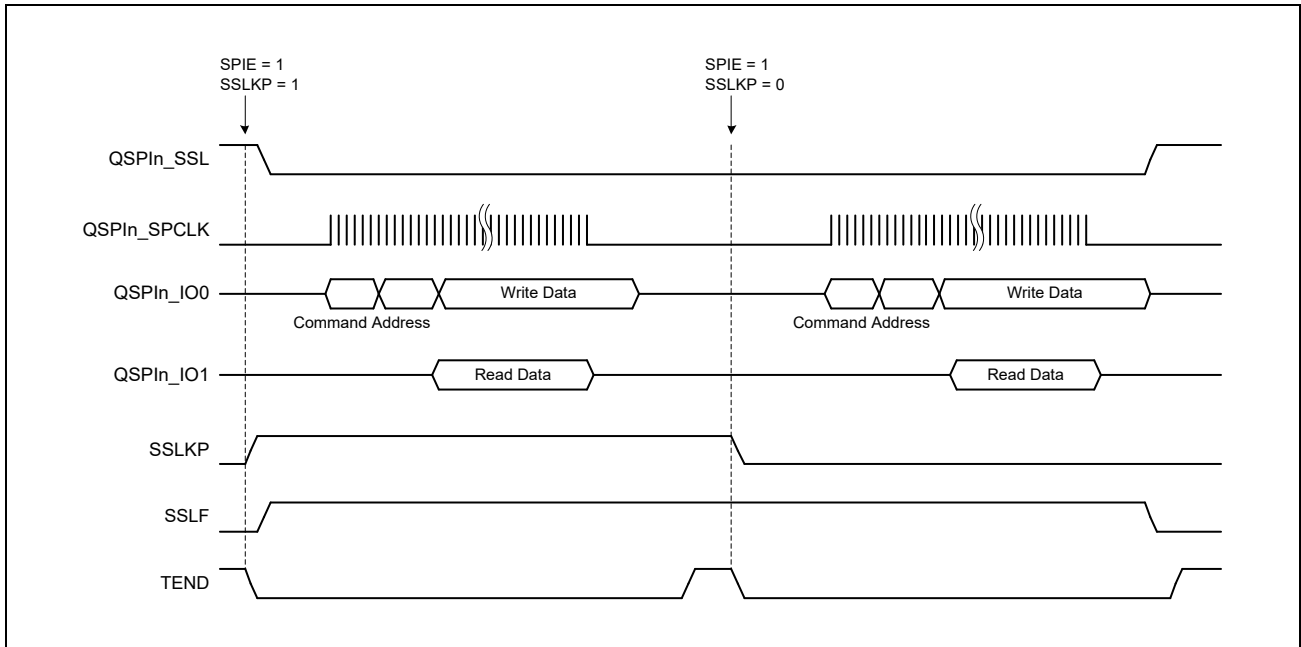 SPIE = 1
SSLKP = 1
SPIE = 1
SSLKP = 0
QSPIn_SSL
QSPIn_SPCLK
QSPIn_IO0
Write Data
Write Data
Command Address
Command Address
QSPIn_IO1
Read Data
Read Data
SSLKP
SSLF
TEND